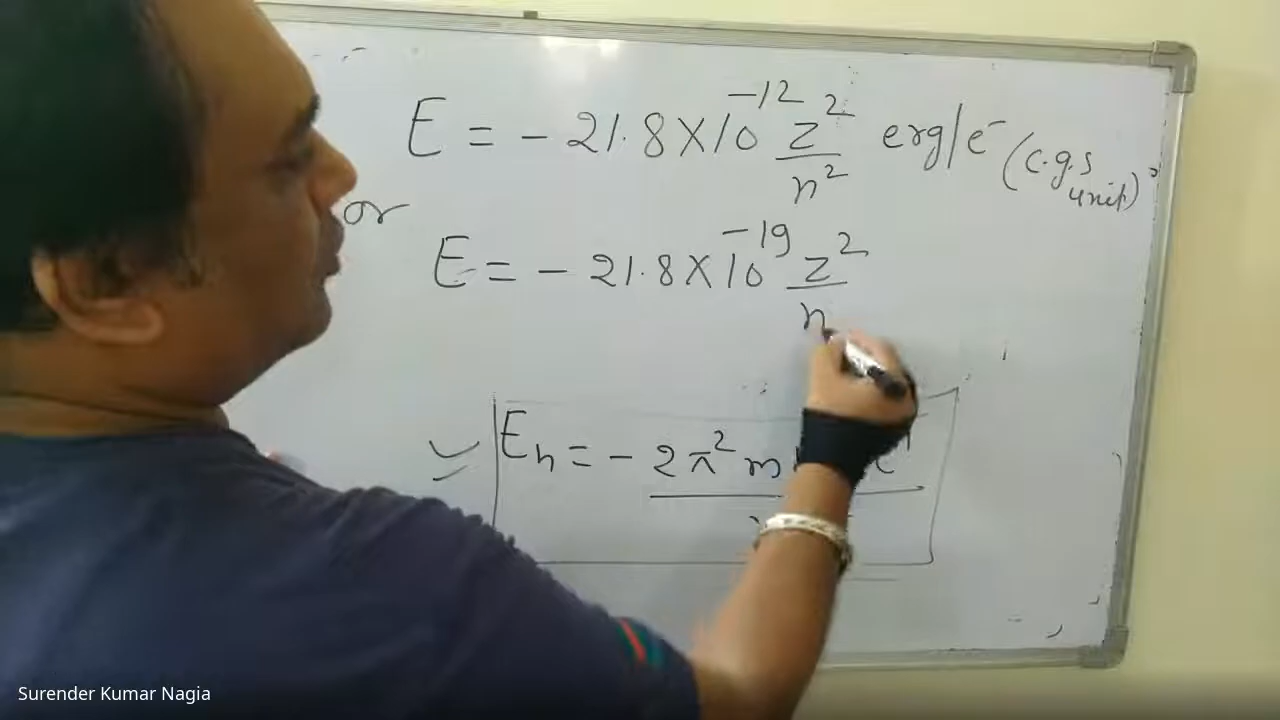 E = - 21.8 X 10^-12 Z^2/n^2 erg/e^- (c.g.s unit)
or
E = - 21.8 X 10^-19 Z^2/n
En = - 2π^2 m
Surender Kumar Nagia